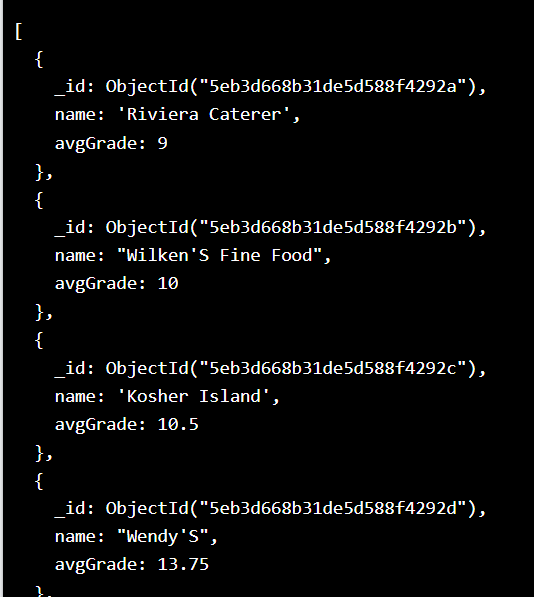 [
  {
    _id: ObjectId("5eb3d668b31de5d588f4292a"),
    name: 'Riviera Caterer',
    avgGrade: 9
  },
  {
    _id: ObjectId("5eb3d668b31de5d588f4292b"),
    name: "Wilken'S Fine Food",
    avgGrade: 10
  },
  {
    _id: ObjectId("5eb3d668b31de5d588f4292c"),
    name: 'Kosher Island',
    avgGrade: 10.5
  },
  {
    _id: ObjectId("5eb3d668b31de5d588f4292d"),
    name: "Wendy'S",
    avgGrade: 13.75
  },